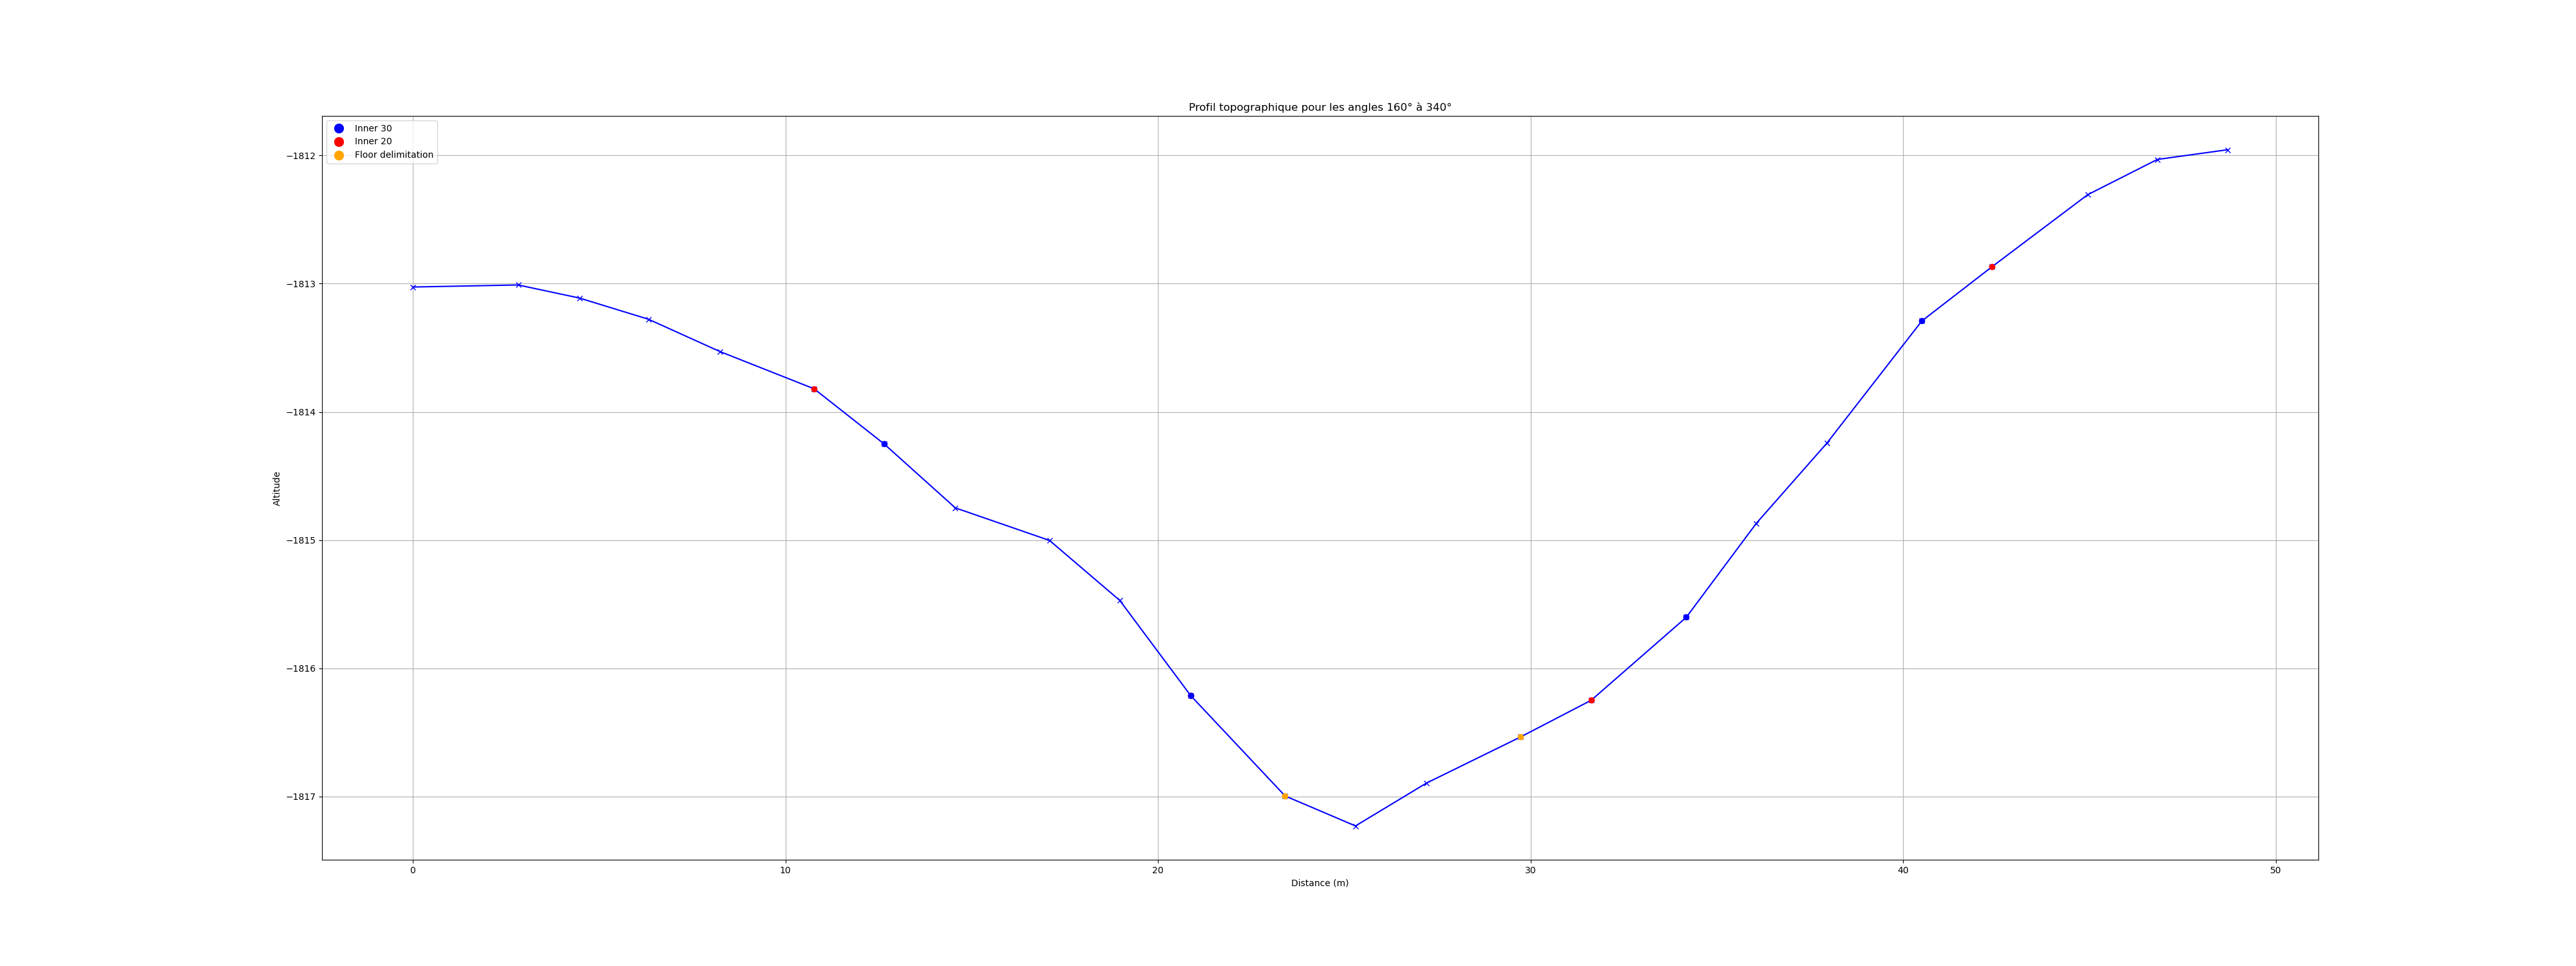 Profil topographique pour les angles 160° à 340°
Inner 30
Inner 20
Floor delimitation
−1812
−1813
−1814
−1815
−1816
−1817
Altitude
0 10 20 30 40 50
Distance (m)